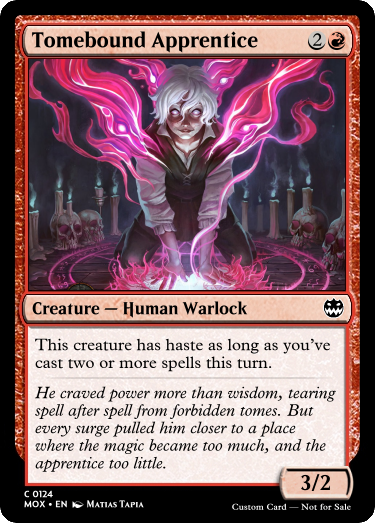 Tomebound Apprentice 2
Creature — Human Warlock
This creature has haste as long as you've
cast two or more spells this turn.
He craved power more than wisdom, tearing
spell after spell from forbidden tomes. But
every surge pulled him closer to a place
where the magic became too much, and the
apprentice too little.
3/2
C 0124
MOX • EN Matias Tapia
Custom Card — Not for Sale